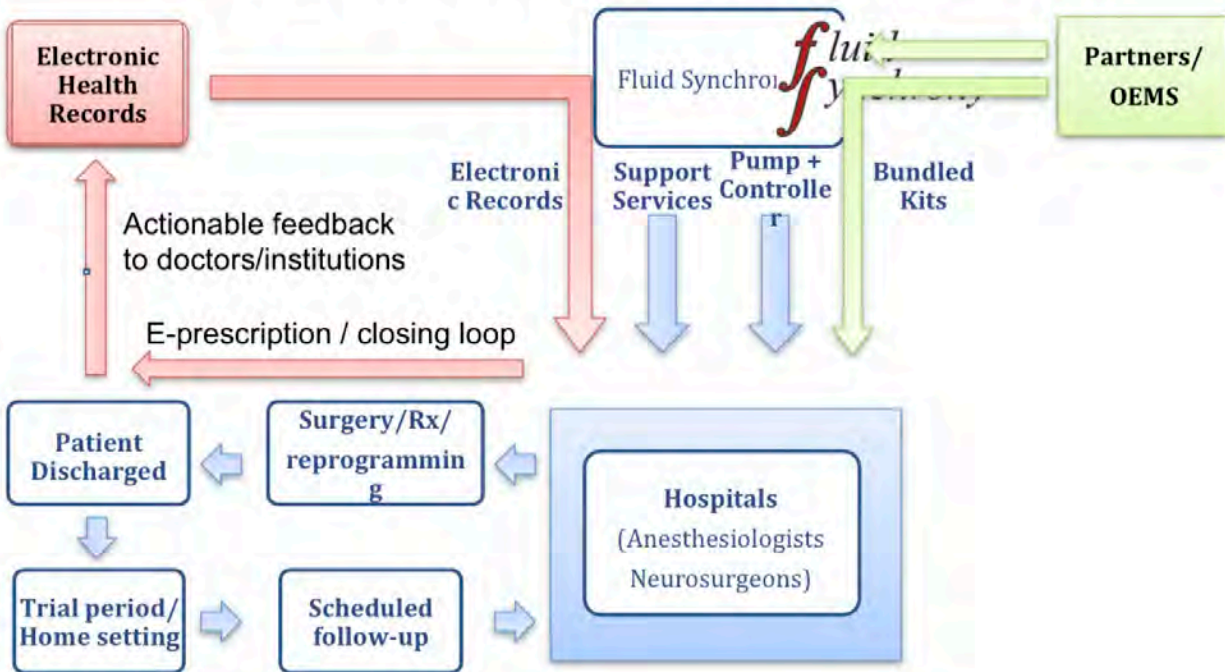 Electronic
Health
Records
Fluid Synchron
Partners/
OEMS
Electroni
c Records
Support
Services
Pump +
Controlle
r
Bundled
Kits
Actionable feedback
to doctors/institutions
E-prescription / closing loop
Patient
Discharged
Surgery/Rx/
reprogrammin
g
Hospitals
(Anesthesiologists
Neurosurgeons)
Trial period/
Home setting
Scheduled
follow-up